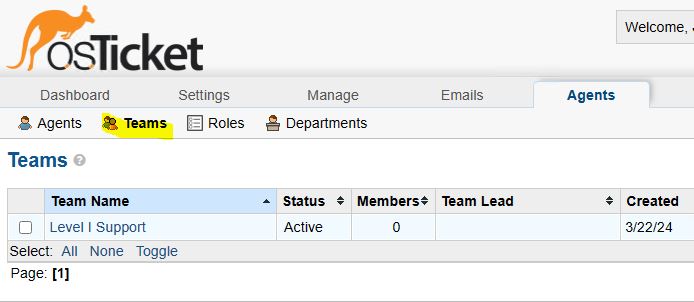 osTicket
Welcome,
Dashboard Settings Manage Emails Agents
Agents Teams Roles Departments
Teams ?
Team Name Status Members Team Lead Created
Level I Support Active 0 3/22/24
Select: All None Toggle
Page: [1]